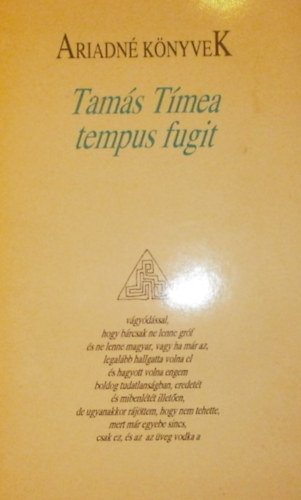 ARIADNÉ KÖNYVEK
Tamás Tímea
tempus fugit
vágyódással,
hogy bárcsak ne lenne gróf
és ne lenne magyar, vagy ha már az,
legalább hallgatta volna el
és hagyott volna engem
boldog tudatlanságban, eredetét
és mibenlétét illetően,
de ugyanakkor rájöttem, hogy nem tehette,
mert már egyebe sincs,
csak ez, és az az üveg vodka a